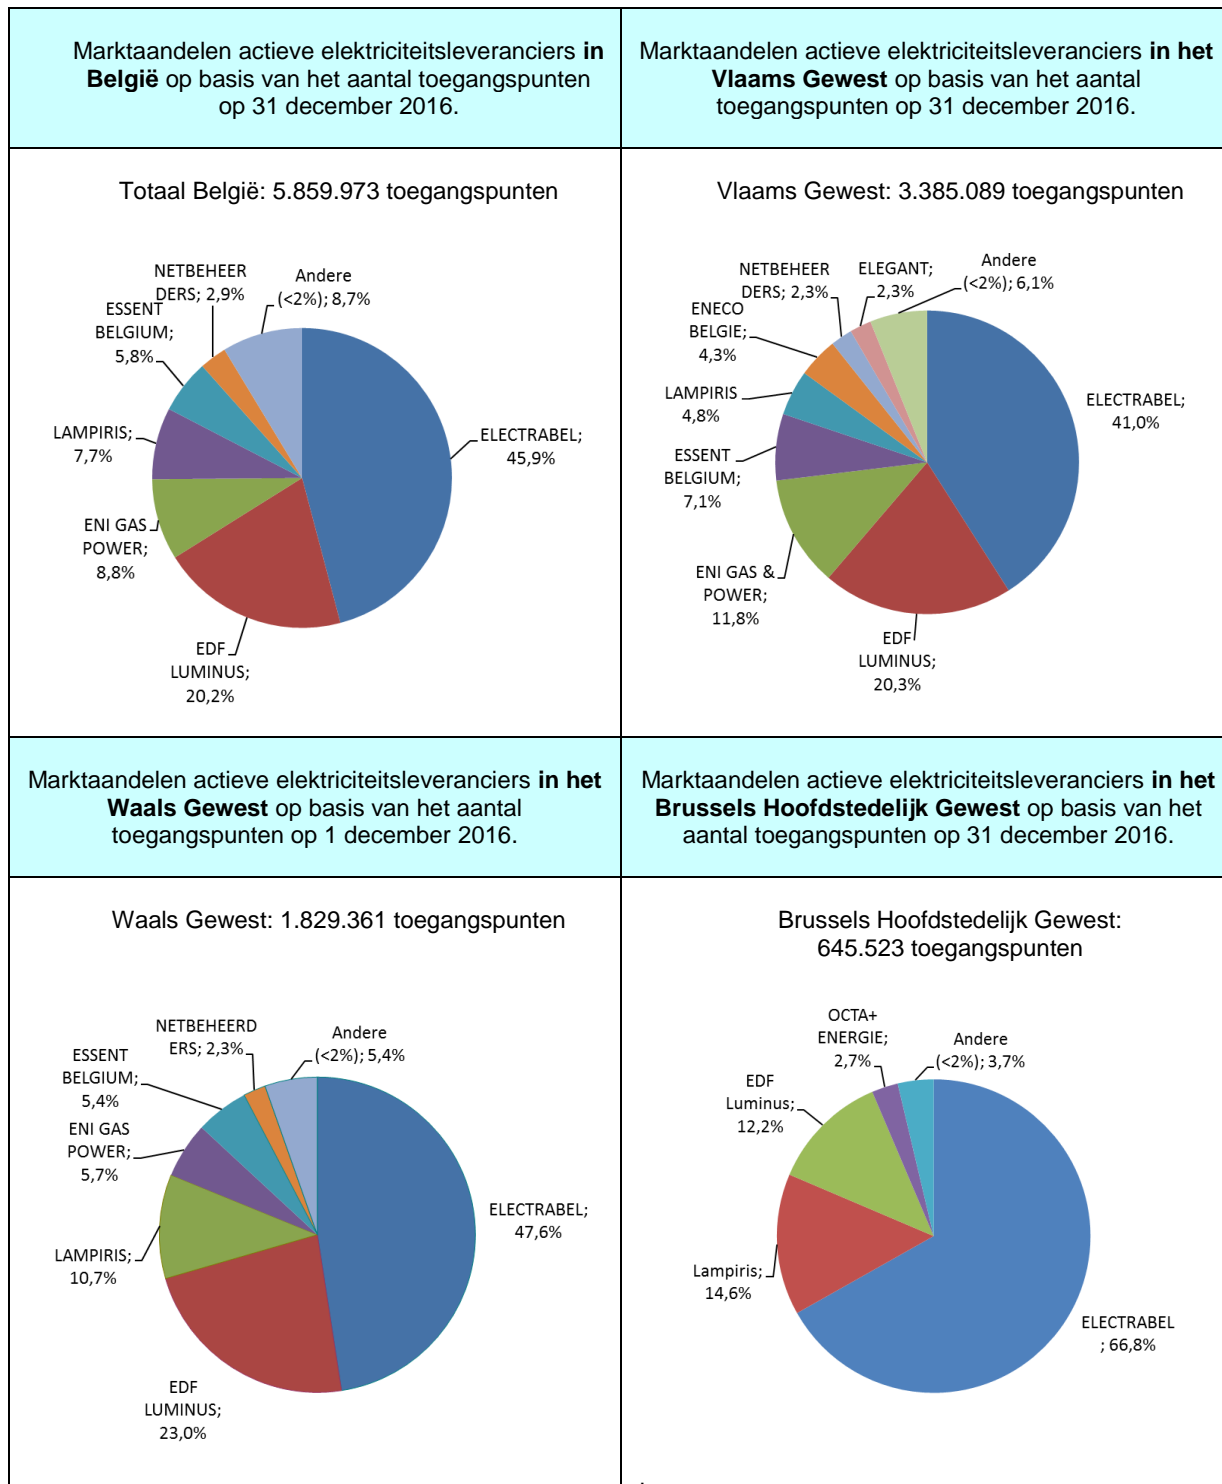 Marktaandelen actieve elektriciteitsleveranciers in
België op basis van het aantal toegangspunten
op 31 december 2016.
Marktaandelen actieve elektriciteitsleveranciers in het
Vlaams Gewest op basis van het aantal
toegangspunten op 31 december 2016.
Totaal België: 5.859.973 toegangspunten
NETBEHEER
DERS; 2,9%
Andere
(<2%); 8,7%
ESSENT
BELGIUM;
5,8%
LAMPIRIS;
7,7%
ELECTRABEL;
45,9%
ENI GAS
POWER;
8,8%
EDF
LUMINUS;
20,2%
Vlaams Gewest: 3.385.089 toegangspunten
NETBEHEER
DERS; 2,3%
ELEGANT;
2,3%
Andere
(<2%); 6,1%
ENECO
BELGIE;
4,3%
LAMPIRIS
4,8%
ELECTRABEL;
41,0%
ESSENT
BELGIUM;
7,1%
ENI GAS &
POWER;
11,8%
EDF
LUMINUS;
20,3%
Marktaandelen actieve elektriciteitsleveranciers in het
Waals Gewest op basis van het aantal
toegangspunten op 1 december 2016.
Marktaandelen actieve elektriciteitsleveranciers in het
Brussels Hoofdstedelijk Gewest op basis van het
aantal toegangspunten op 31 december 2016.
Waals Gewest: 1.829.361 toegangspunten
NETBEHEERD
ERS; 2,3%
Andere
(<2%); 5,4%
ESSENT
BELGIUM;
5,4%
ENI GAS
POWER;
5,7%
ELECTRABEL;
47,6%
LAMPIRIS;
10,7%
EDF
LUMINUS;
23,0%
Brussels Hoofdstedelijk Gewest:
645.523 toegangspunten
OCTA+
ENERGIE;
2,7%
Andere
(<2%); 3,7%
EDF
Luminus;
12,2%
Lampiris;
14,6%
ELECTRABEL
; 66,8%